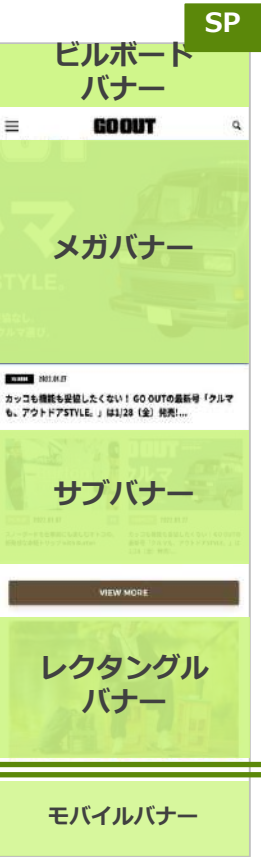 SP
ビルボード
バナー
GO OUT
メガバナー
STYLE.
2022.01.27
カッコも機能も妥協したくない! GO OUTの最新号「クルマ
も、アウトドアSTYLE。」は1/28(金)発売!...
サブバナー
VIEW MORE
レクタングル
バナー
モバイルバナー